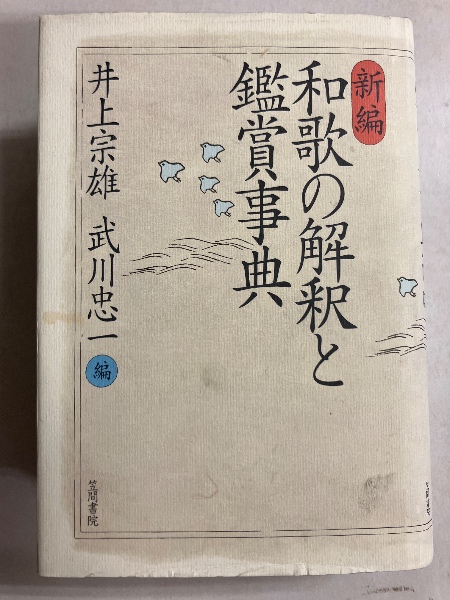 新編
和歌の解釈と
鑑賞事典
井上宗雄 武川忠一
編
笠間書院